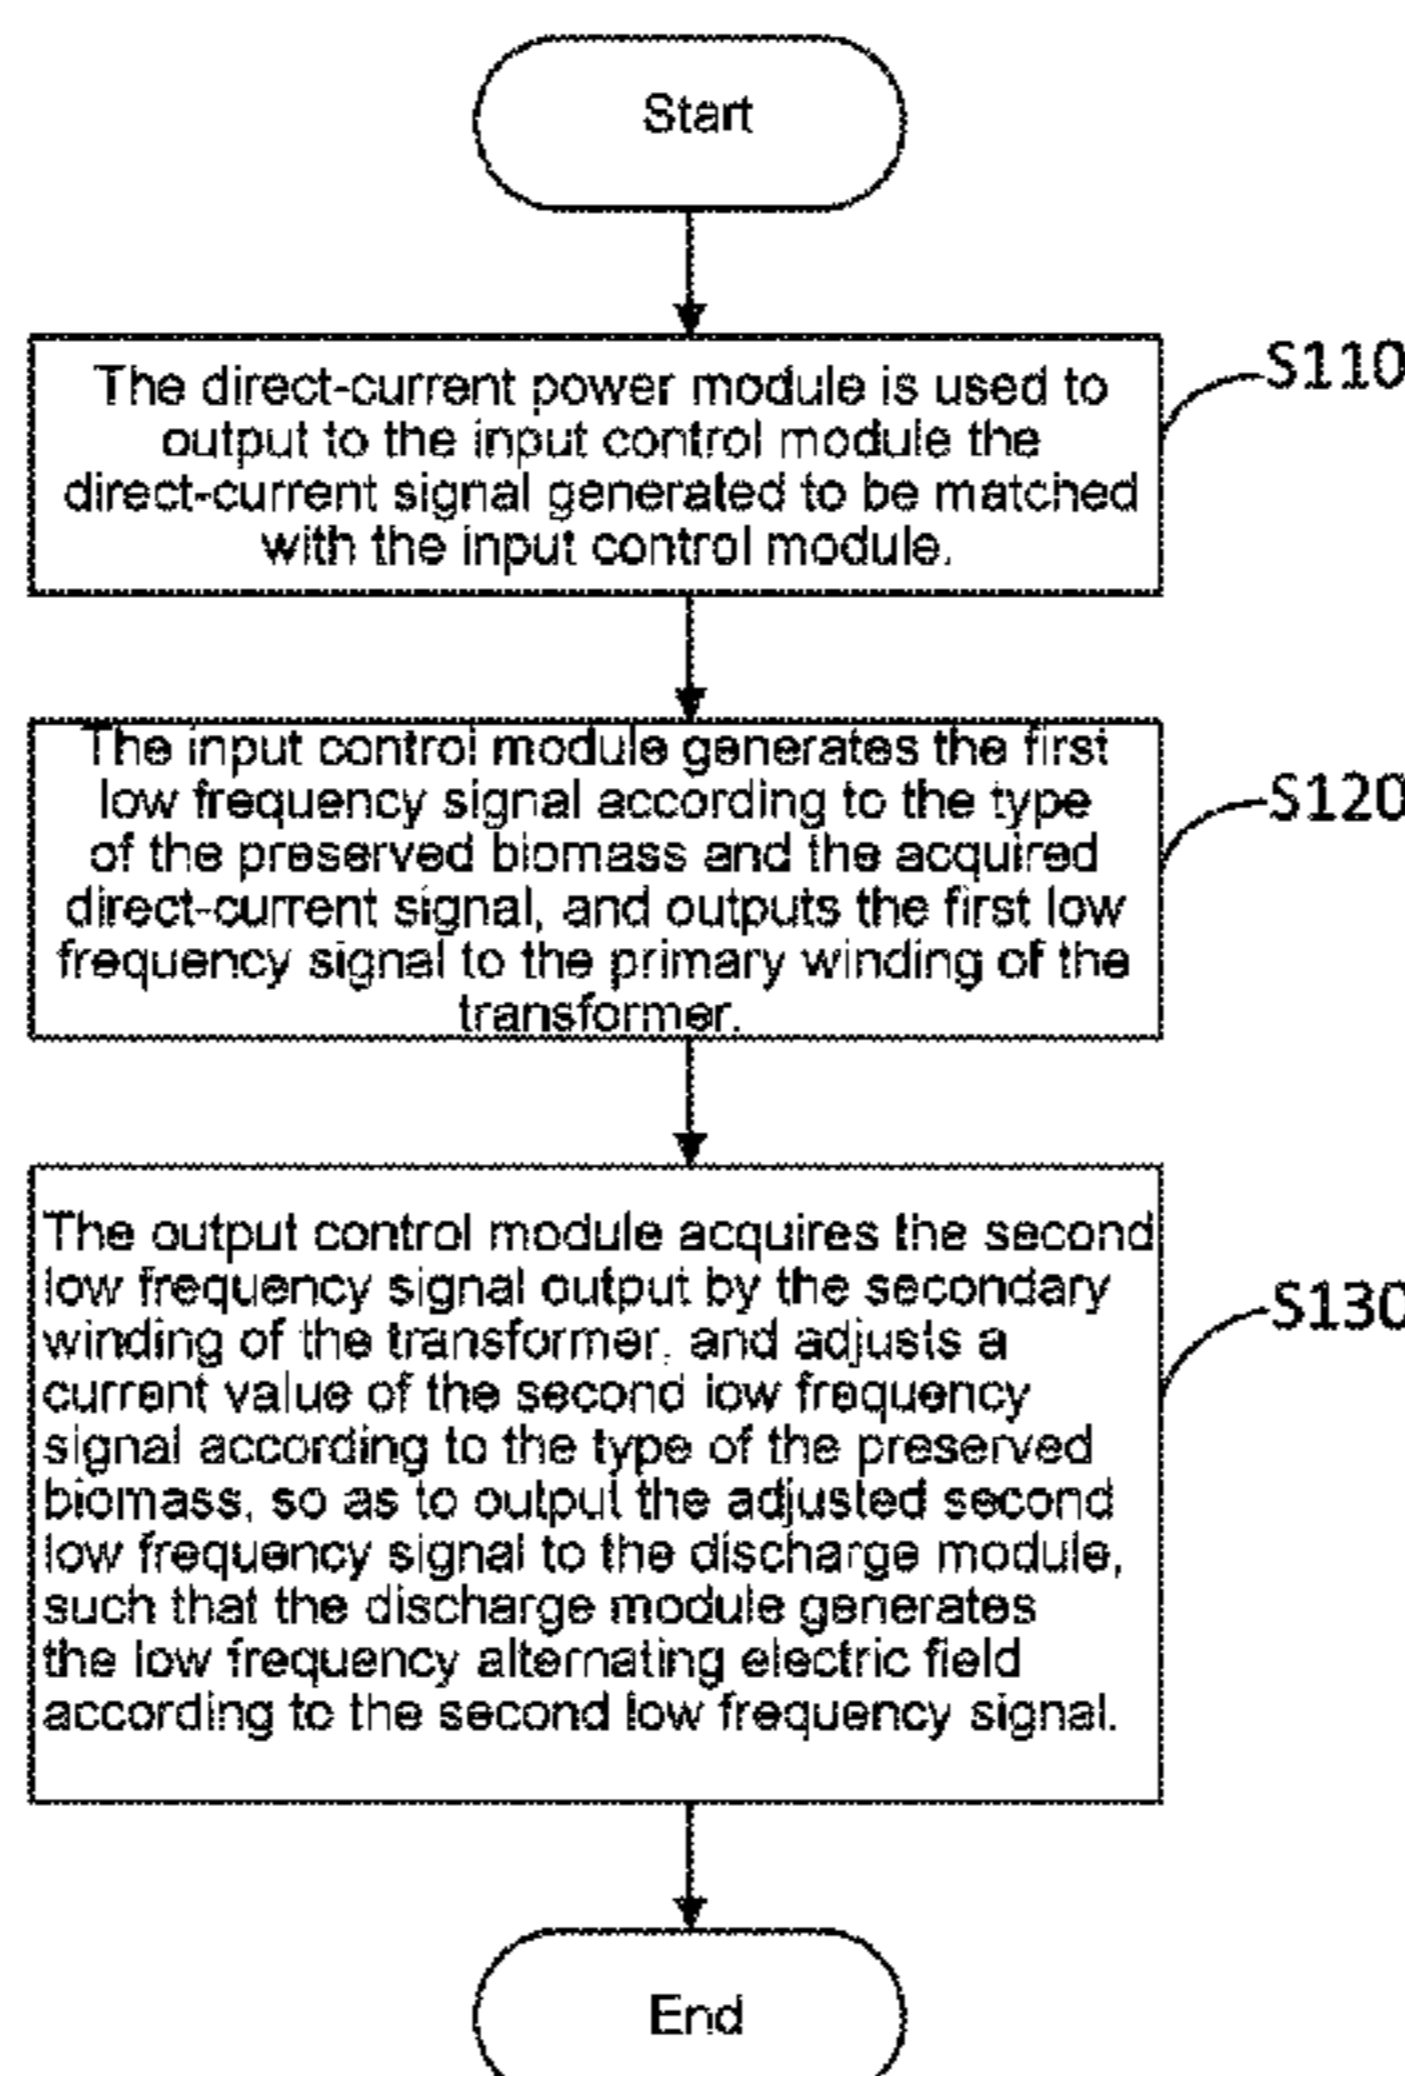 Start
The direct-current power module is used to
output to the input control module the
direct-current signal generated to be matched
with the input control module.
S110
The input control module generates the first
low frequency signal according to the type
of the preserved biomass and the acquired
direct-current signal, and outputs the first low
frequency signal to the primary winding of the
transformer.
S120
The output control module acquires the second
low frequency signal output by the secondary
winding of the transformer, and adjusts a
current value of the second low frequency
signal according to the type of the preserved
biomass, so as to output the adjusted second
low frequency signal to the discharge module,
such that the discharge module generates
the low frequency alternating electric field
according to the second low frequency signal.
S130
End